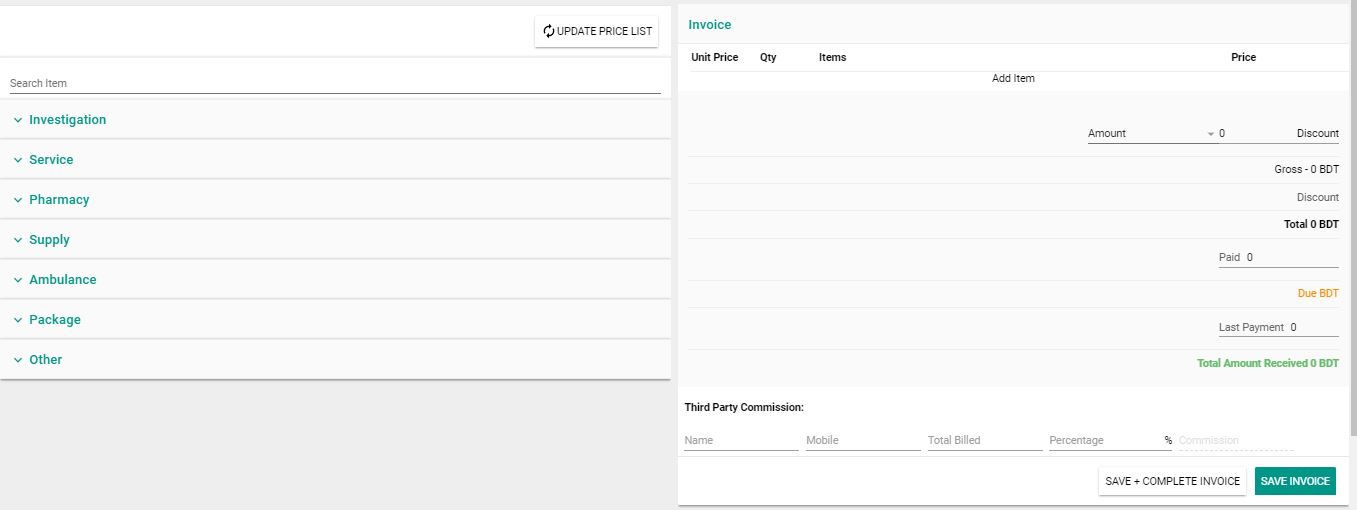 UPDATE PRICE LIST
Search Item
Investigation
Service
Pharmacy
Supply
Ambulance
Package
Other
Invoice
Unit Price Qty Items Price
Add Item
Amount 0 Discount
Gross - 0 BDT
Discount
Total 0 BDT
Paid 0
Due BDT
Last Payment 0
Total Amount Received 0 BDT
Third Party Commission:
Name Mobile Total Billed Percentage % Commission
SAVE + COMPLETE INVOICE SAVE INVOICE